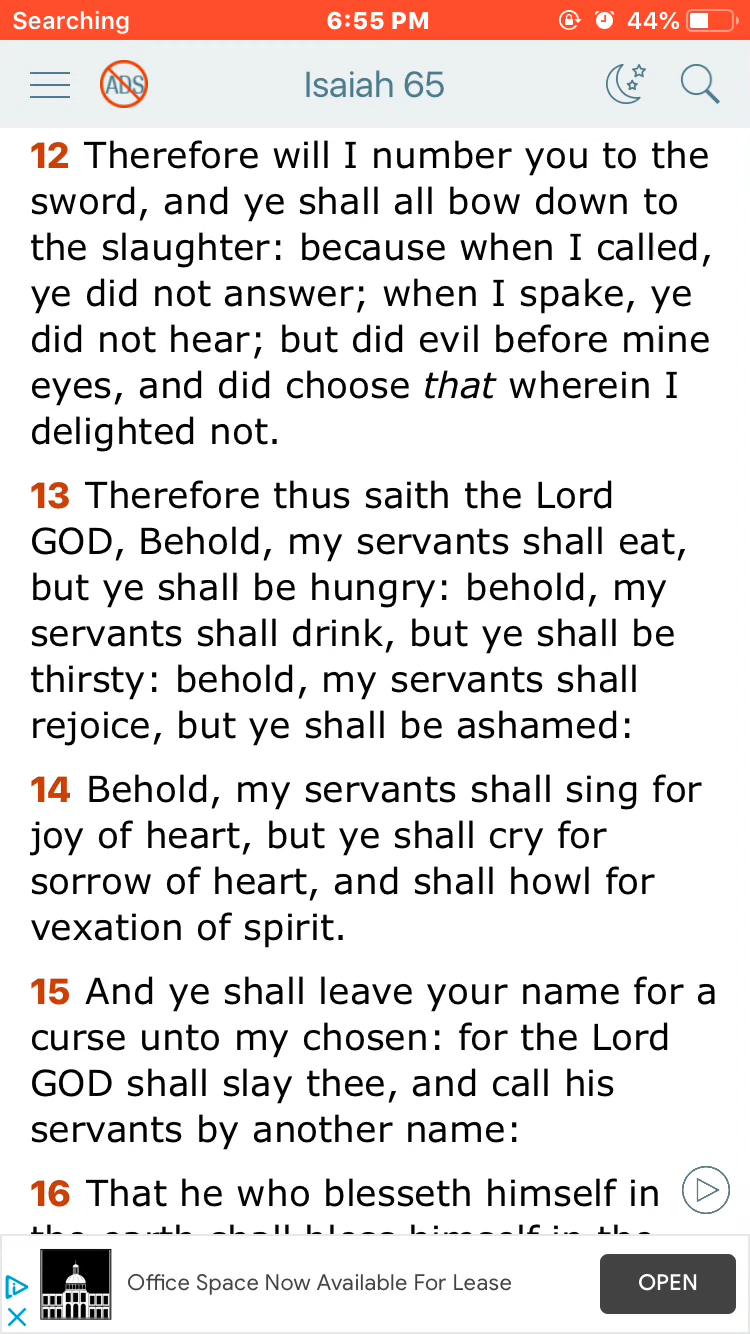 Searching 6:55 PM 44%
ADS Isaiah 65
12 Therefore will I number you to the
sword, and ye shall all bow down to
the slaughter: because when I called,
ye did not answer; when I spake, ye
did not hear; but did evil before mine
eyes, and did choose that wherein I
delighted not.
13 Therefore thus saith the Lord
GOD, Behold, my servants shall eat,
but ye shall be hungry: behold, my
servants shall drink, but ye shall be
thirsty: behold, my servants shall
rejoice, but ye shall be ashamed:
14 Behold, my servants shall sing for
joy of heart, but ye shall cry for
sorrow of heart, and shall howl for
vexation of spirit.
15 And ye shall leave your name for a
curse unto my chosen: for the Lord
GOD shall slay thee, and call his
servants by another name:
16 That he who blesseth himself in
the earth shall bless himself in the
Office Space Now Available For Lease OPEN